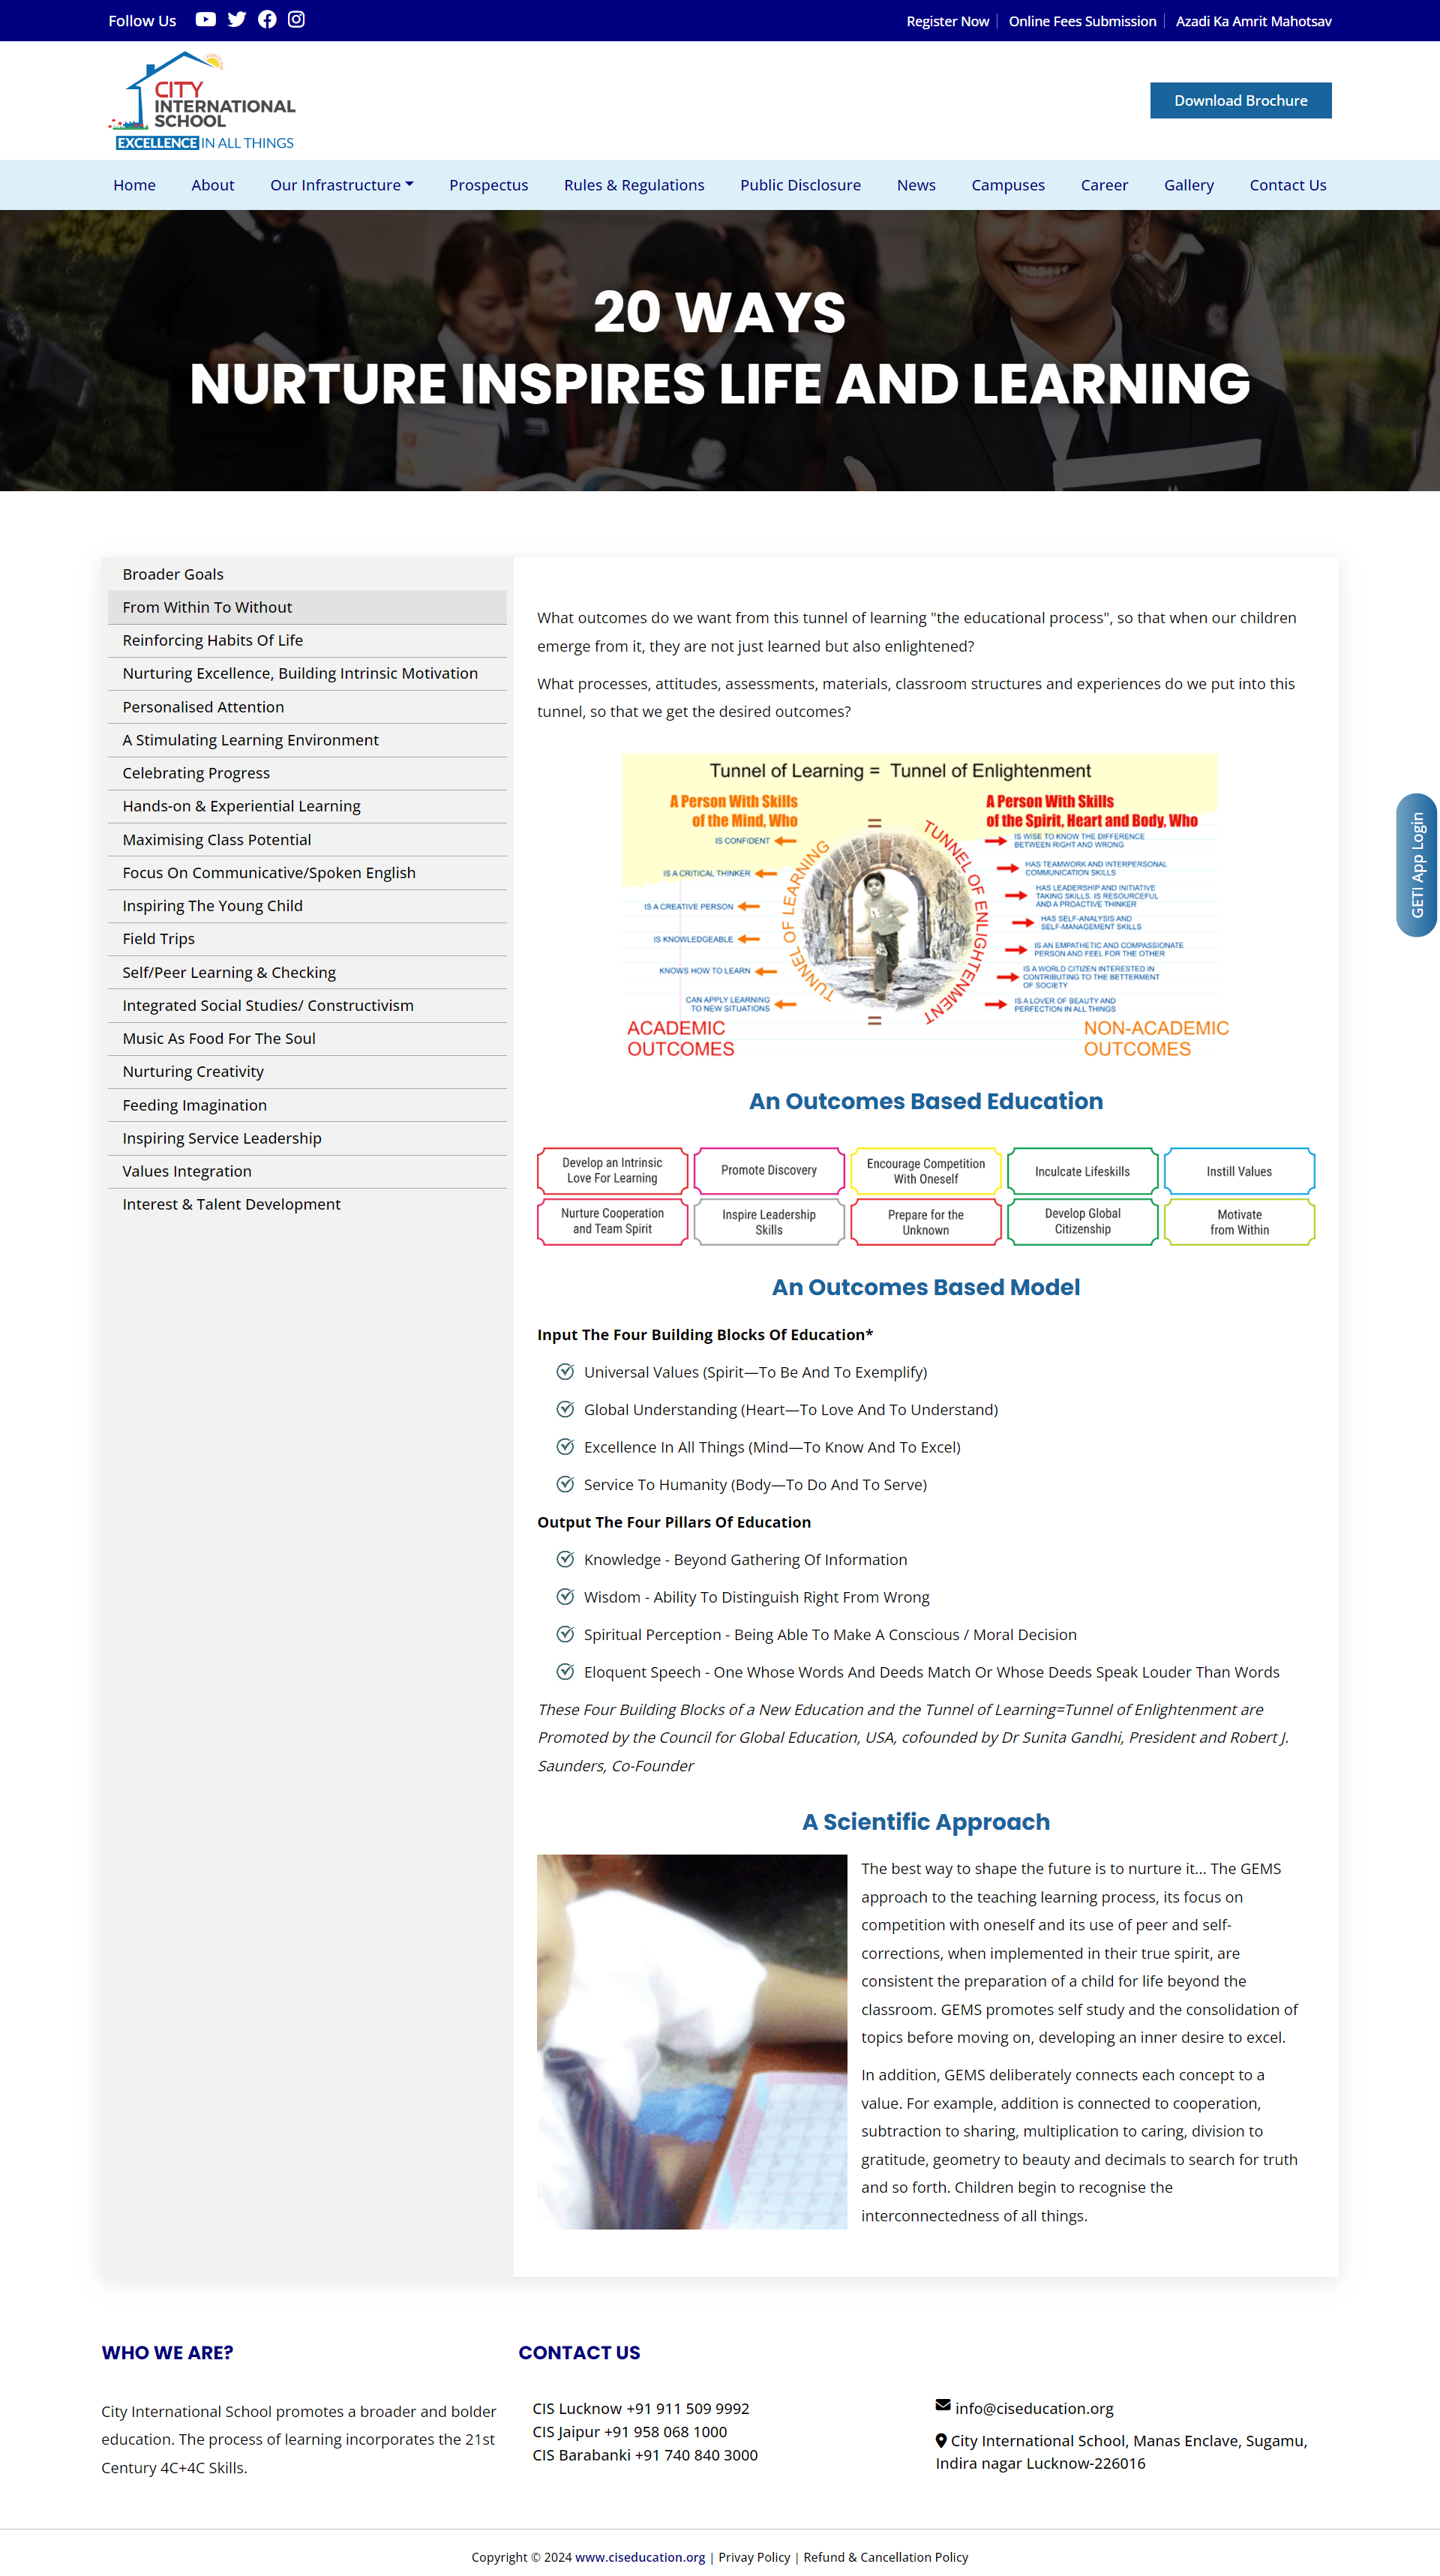 Follow Us
Register Now
Online Fees Submission
Azadi Ka Amrit Mahotsav
CITY
INTERNATIONAL
SCHOOL
EXCELLENCE IN ALL THINGS
Download Brochure
Home
About
Our Infrastructure
Prospectus
Rules & Regulations
Public Disclosure
News
Campuses
Career
Gallery
Contact Us
20 WAYS
NURTURE INSPIRES LIFE AND LEARNING
Broader Goals
From Within To Without
Reinforcing Habits Of Life
Nurturing Excellence, Building Intrinsic Motivation
Personalised Attention
A Stimulating Learning Environment
Celebrating Progress
Hands-on & Experiential Learning
Maximising Class Potential
Focus On Communicative/Spoken English
Inspiring The Young Child
Field Trips
Self/Peer Learning & Checking
Integrated Social Studies/ Constructivism
Music As Food For The Soul
Nurturing Creativity
Feeding Imagination
Inspiring Service Leadership
Values Integration
Interest & Talent Development
What outcomes do we want from this tunnel of learning "the educational process", so that when our children
emerge from it, they are not just learned but also enlightened?
What processes, attitudes, assessments, materials, classroom structures and experiences do we put into this
tunnel, so that we get the desired outcomes?
Tunnel of Learning = Tunnel of Enlightenment
A Person With Skills
of the Mind, Who
IS CONFIDENT
IS A CRITICAL THINKER
IS A CREATIVE PERSON
IS KNOWLEDGEABLE
KNOWS HOW TO LEARN
CAN APPLY LEARNING
TO NEW SITUATIONS
ACADEMIC
OUTCOMES
=
TUNNEL OF LEARNING
TUNNEL OF ENLIGHTENMENT
=
A Person With Skills
of the Spirit, Heart and Body, Who
IS WISE TO KNOW THE DIFFERENCE
BETWEEN RIGHT AND WRONG
HAS TEAMWORK AND INTERPERSONAL
COMMUNICATION SKILLS
HAS LEADERSHIP AND INITIATIVE
TAKING SKILLS. IS RESOURCEFUL
AND A PROACTIVE THINKER
HAS SELF-ANALYSIS AND
SELF-MANAGEMENT SKILLS
IS AN EMPATHETIC AND COMPASSIONATE
PERSON AND FEEL FOR THE OTHER
IS A WORLD CITIZEN INTERESTED IN
CONTRIBUTING TO THE BETTERMENT
OF SOCIETY
IS A LOVER OF BEAUTY AND
PERFECTION IN ALL THINGS
NON-ACADEMIC
OUTCOMES
GETI App Login
An Outcomes Based Education
Develop an Intrinsic
Love For Learning
Promote Discovery
Encourage Competition
With Oneself
Inculcate Lifeskills
Instill Values
Nurture Cooperation
and Team Spirit
Inspire Leadership
Skills
Prepare for the
Unknown
Develop Global
Citizenship
Motivate
from Within
An Outcomes Based Model
Input The Four Building Blocks Of Education*
Universal Values (Spirit—To Be And To Exemplify)
Global Understanding (Heart—To Love And To Understand)
Excellence In All Things (Mind—To Know And To Excel)
Service To Humanity (Body—To Do And To Serve)
Output The Four Pillars Of Education
Knowledge - Beyond Gathering Of Information
Wisdom - Ability To Distinguish Right From Wrong
Spiritual Perception - Being Able To Make A Conscious / Moral Decision
Eloquent Speech - One Whose Words And Deeds Match Or Whose Deeds Speak Louder Than Words
These Four Building Blocks of a New Education and the Tunnel of Learning=Tunnel of Enlightenment are
Promoted by the Council for Global Education, USA, cofounded by Dr Sunita Gandhi, President and Robert J.
Saunders, Co-Founder
A Scientific Approach
The best way to shape the future is to nurture it... The GEMS
approach to the teaching learning process, its focus on
competition with oneself and its use of peer and self-
corrections, when implemented in their true spirit, are
consistent the preparation of a child for life beyond the
classroom. GEMS promotes self study and the consolidation of
topics before moving on, developing an inner desire to excel.
In addition, GEMS deliberately connects each concept to a
value. For example, addition is connected to cooperation,
subtraction to sharing, multiplication to caring, division to
gratitude, geometry to beauty and decimals to search for truth
and so forth. Children begin to recognise the
interconnectedness of all things.
WHO WE ARE?
City International School promotes a broader and bolder
education. The process of learning incorporates the 21st
Century 4C+4C Skills.
CONTACT US
CIS Lucknow +91 911 509 9992
CIS Jaipur +91 958 068 1000
CIS Barabanki +91 740 840 3000
info@ciseducation.org
City International School, Manas Enclave, Sugamu,
Indira nagar Lucknow-226016
Copyright © 2024 www.ciseducation.org | Privay Policy | Refund & Cancellation Policy